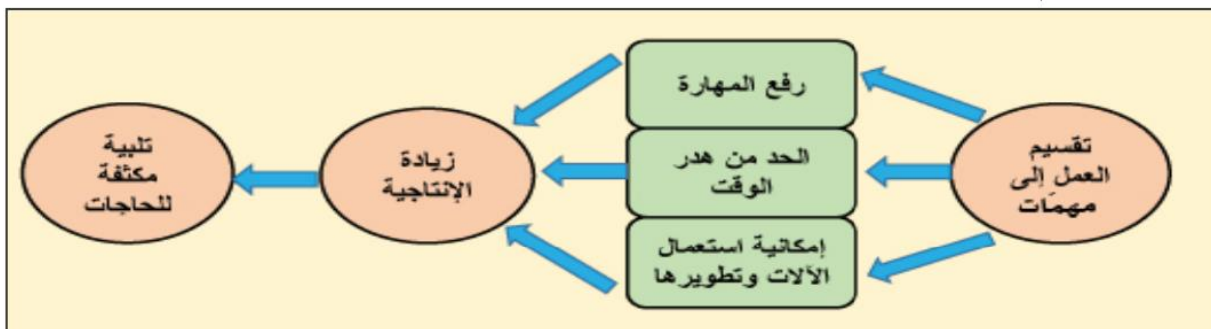 تقسيم
العمل إلى
مهمّات
رفع المهارة
الحد من هدر
الوقت
إمكانية استعمال
الآلات وتطويرها
زيادة
الإنتاجية
تلبية
مكثفة
للحاجات